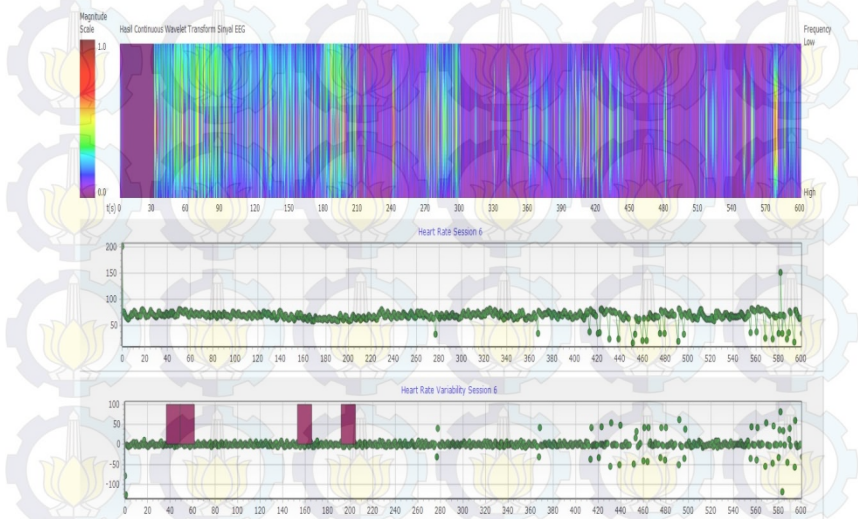 Magnitude
Scale
Hasil Continuous Wavelet Transform Sinyal EEG
Frequency
Low
1.0
0.0
High
t(s) 0 30 60 90 120 150 180 210 240 270 300 330 360 390 420 450 480 510 540 570 600
Heart Rate Session 6
200
150
100
50
0 20 40 60 80 100 120 140 160 180 200 220 240 260 280 300 320 340 360 380 400 420 440 460 480 500 520 540 560 580 600
Heart Rate Variability Session 6
100
50
0
-50
-100
0 20 40 60 80 100 120 140 160 180 200 220 240 260 280 300 320 340 360 380 400 420 440 460 480 500 520 540 560 580 600